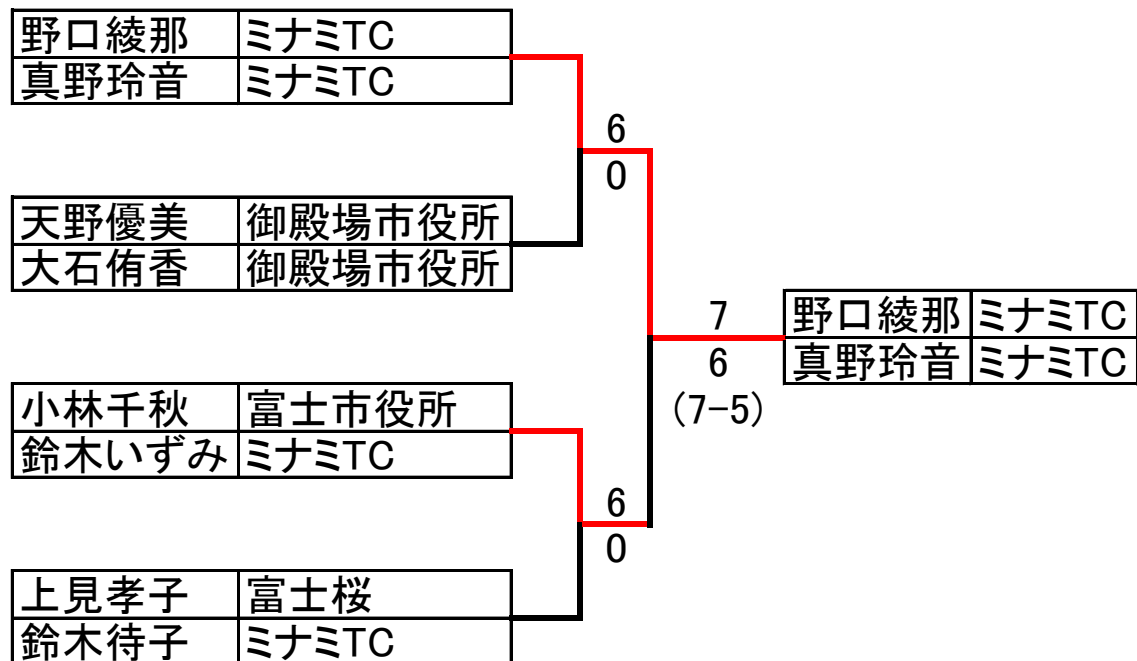 野口綾那 ミナミTC
真野玲音 ミナミTC
6
0
天野優美 御殿場市役所
大石侑香 御殿場市役所
7 野口綾那 ミナミTC
6 真野玲音 ミナミTC
(7-5)
小林千秋 富士市役所
鈴木いずみ ミナミTC
6
0
上見孝子 富士桜
鈴木待子 ミナミTC